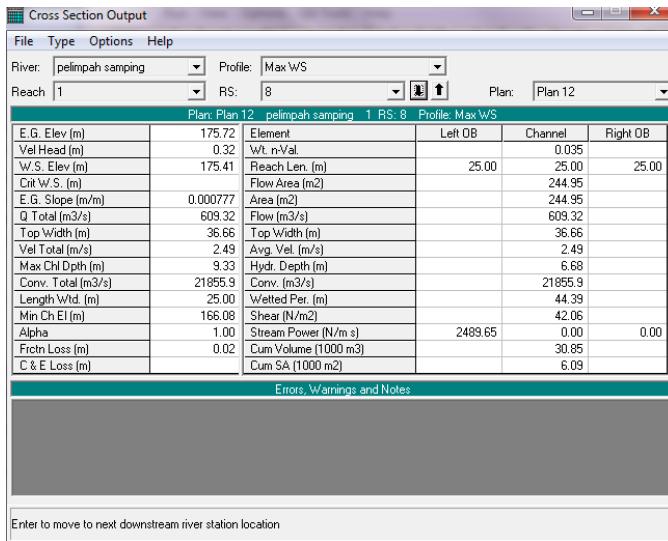 Cross Section Output
File Type Options Help
River: pelimpah samping Profile: Max WS
Reach 1 RS: 8 Plan: Plan 12
Plan: Plan 12 pelimpah samping 1 RS: 8 Profile: Max WS
E.G. Elev (m) 175.72 Element Left OB Channel Right OB
Vel Head (m) 0.32 Wt. n-Val. 0.035
W.S. Elev (m) 175.41 Reach Len. (m) 25.00 25.00 25.00
Crit W.S. (m) Flow Area (m2) 244.95
E.G. Slope (m/m) 0.000777 Area (m2) 244.95
Q Total (m3/s) 609.32 Flow (m3/s) 609.32
Top Width (m) 36.66 Top Width (m) 36.66
Vel Total (m/s) 2.49 Avg. Vel. (m/s) 2.49
Max Chl Dpth (m) 9.33 Hydr. Depth (m) 6.68
Conv. Total (m3/s) 21855.9 Conv. (m3/s) 21855.9
Length Wtd. (m) 25.00 Wetted Per. (m) 44.39
Min Ch El (m) 166.08 Shear (N/m2) 42.06
Alpha 1.00 Stream Power (N/m s) 2489.65 0.00 0.00
Frctn Loss (m) 0.02 Cum Volume (1000 m3) 30.85
C & E Loss (m) Cum SA (1000 m2) 6.09
Errors, Warnings and Notes
Enter to move to next downstream river station location